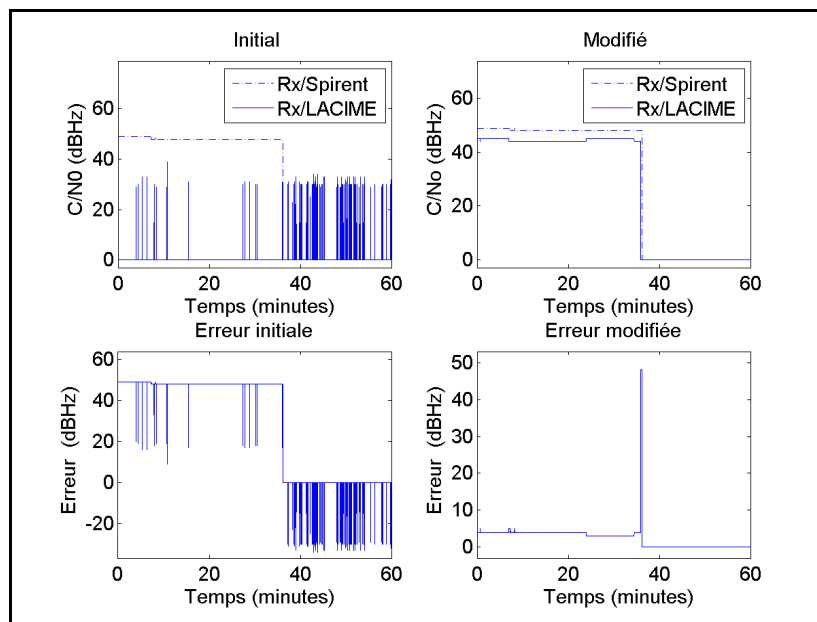 Initial
Rx/Spirent
Rx/LACIME
C/N0 (dBHz)
60
40
20
0
0
20
40
60
Temps (minutes)
Modifié
Rx/Spirent
Rx/LACIME
C/No (dBHz)
60
40
20
0
0
20
40
60
Temps (minutes)
Erreur initiale
Erreur (dBHz)
60
40
20
0
-20
0
20
40
60
Temps (minutes)
Erreur modifiée
Erreur (dBHz)
50
40
30
20
10
0
0
20
40
60
Temps (minutes)